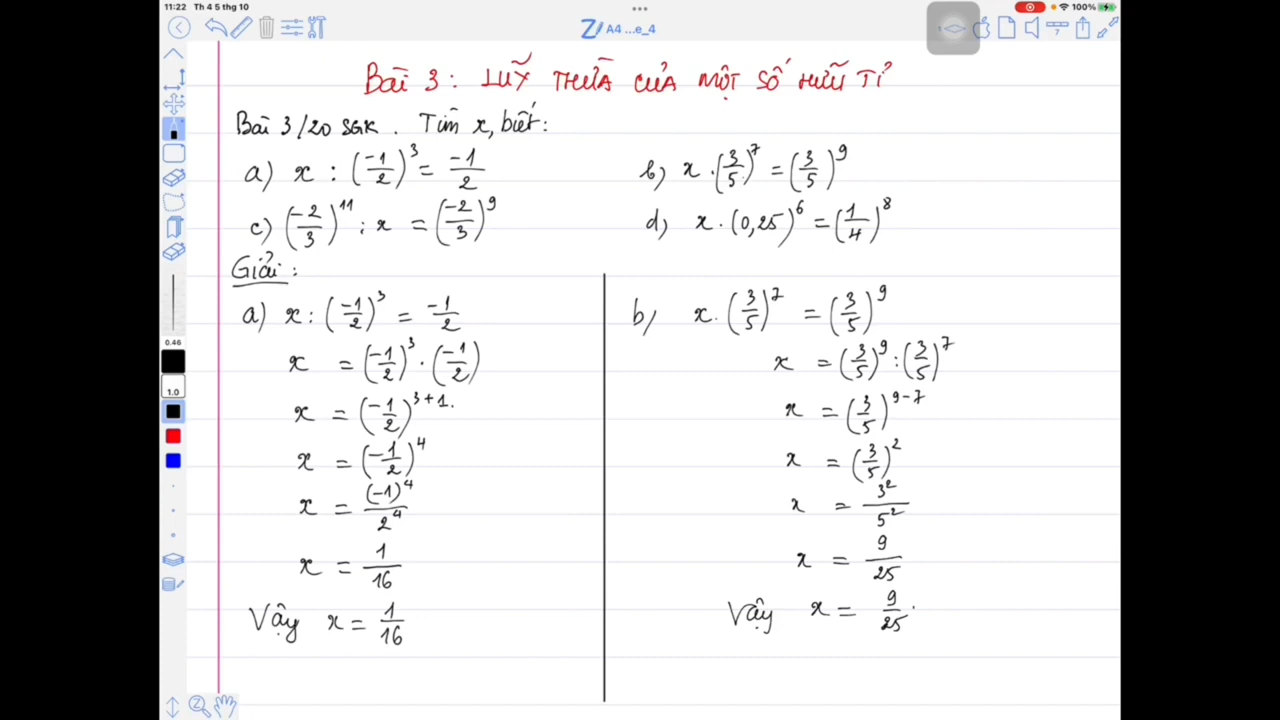 11:22 Th 4 5 thg 10
100%
A4 ...e_4
7
Bài 3 : LUỸ THỪA CỦA MỘT SỐ HỮU TỈ
Bài 3/20 SGK . Tìm x, biết :
a) x : (-1/2)^3 = -1/2
b) x . (3/5)^7 = (3/5)^9
c) (-2/3)^11 : x = (-2/3)^9
d) x . (0,25)^6 = (1/4)^8
Giải :
a) x : (-1/2)^3 = -1/2
x = (-1/2)^3 . (-1/2)
x = (-1/2)^3+1.
x = (-1/2)^4
x = (-1)^4/2^4
x = 1/16
Vậy x = 1/16
b) x . (3/5)^7 = (3/5)^9
x = (3/5)^9 : (3/5)^7
x = (3/5)^9-7
x = (3/5)^2
x = 3^2/5^2
x = 9/25
Vậy x = 9/25.
0.46
1.0